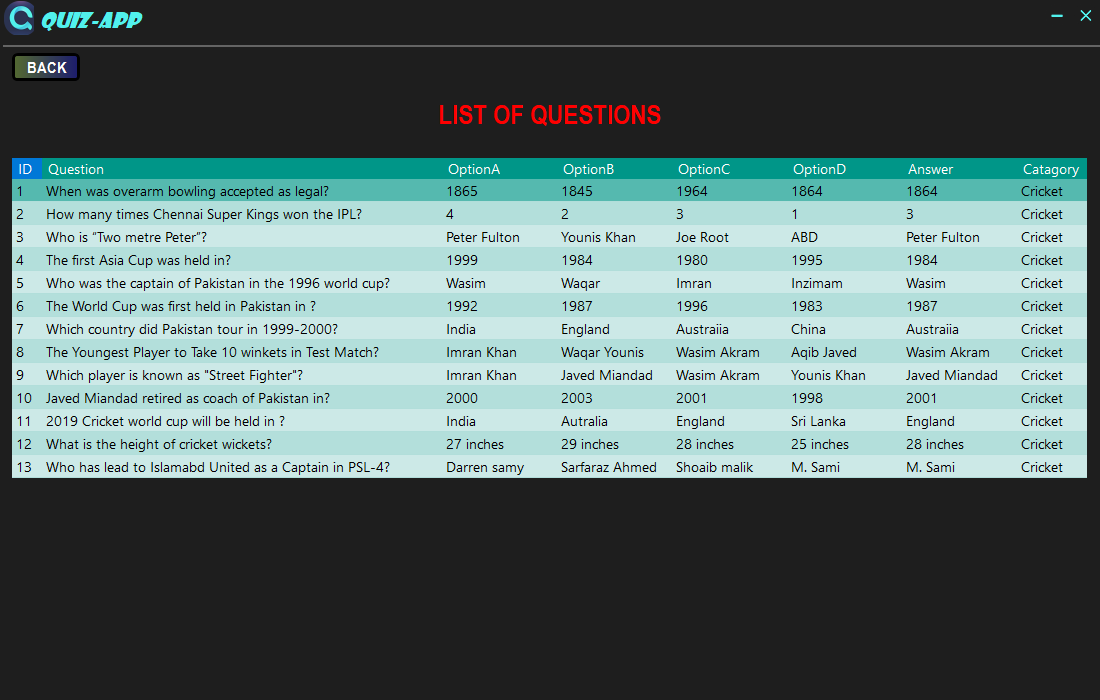 QUIZ-APP
BACK
LIST OF QUESTIONS
ID Question OptionA OptionB OptionC OptionD Answer Catagory
1 When was overarm bowling accepted as legal? 1865 1845 1964 1864 1864 Cricket
2 How many times Chennai Super Kings won the IPL? 4 2 3 1 3 Cricket
3 Who is “Two metre Peter”? Peter Fulton Younis Khan Joe Root ABD Peter Fulton Cricket
4 The first Asia Cup was held in? 1999 1984 1980 1995 1984 Cricket
5 Who was the captain of Pakistan in the 1996 world cup? Wasim Waqar Imran Inzimam Wasim Cricket
6 The World Cup was first held in Pakistan in ? 1992 1987 1996 1983 1987 Cricket
7 Which country did Pakistan tour in 1999-2000? India England Austraiia China Austraiia Cricket
8 The Youngest Player to Take 10 winkets in Test Match? Imran Khan Waqar Younis Wasim Akram Aqib Javed Wasim Akram Cricket
9 Which player is known as "Street Fighter"? Imran Khan Javed Miandad Wasim Akram Younis Khan Javed Miandad Cricket
10 Javed Miandad retired as coach of Pakistan in? 2000 2003 2001 1998 2001 Cricket
11 2019 Cricket world cup will be held in ? India Autralia England Sri Lanka England Cricket
12 What is the height of cricket wickets? 27 inches 29 inches 28 inches 25 inches 28 inches Cricket
13 Who has lead to Islamabd United as a Captain in PSL-4? Darren samy Sarfaraz Ahmed Shoaib malik M. Sami M. Sami Cricket